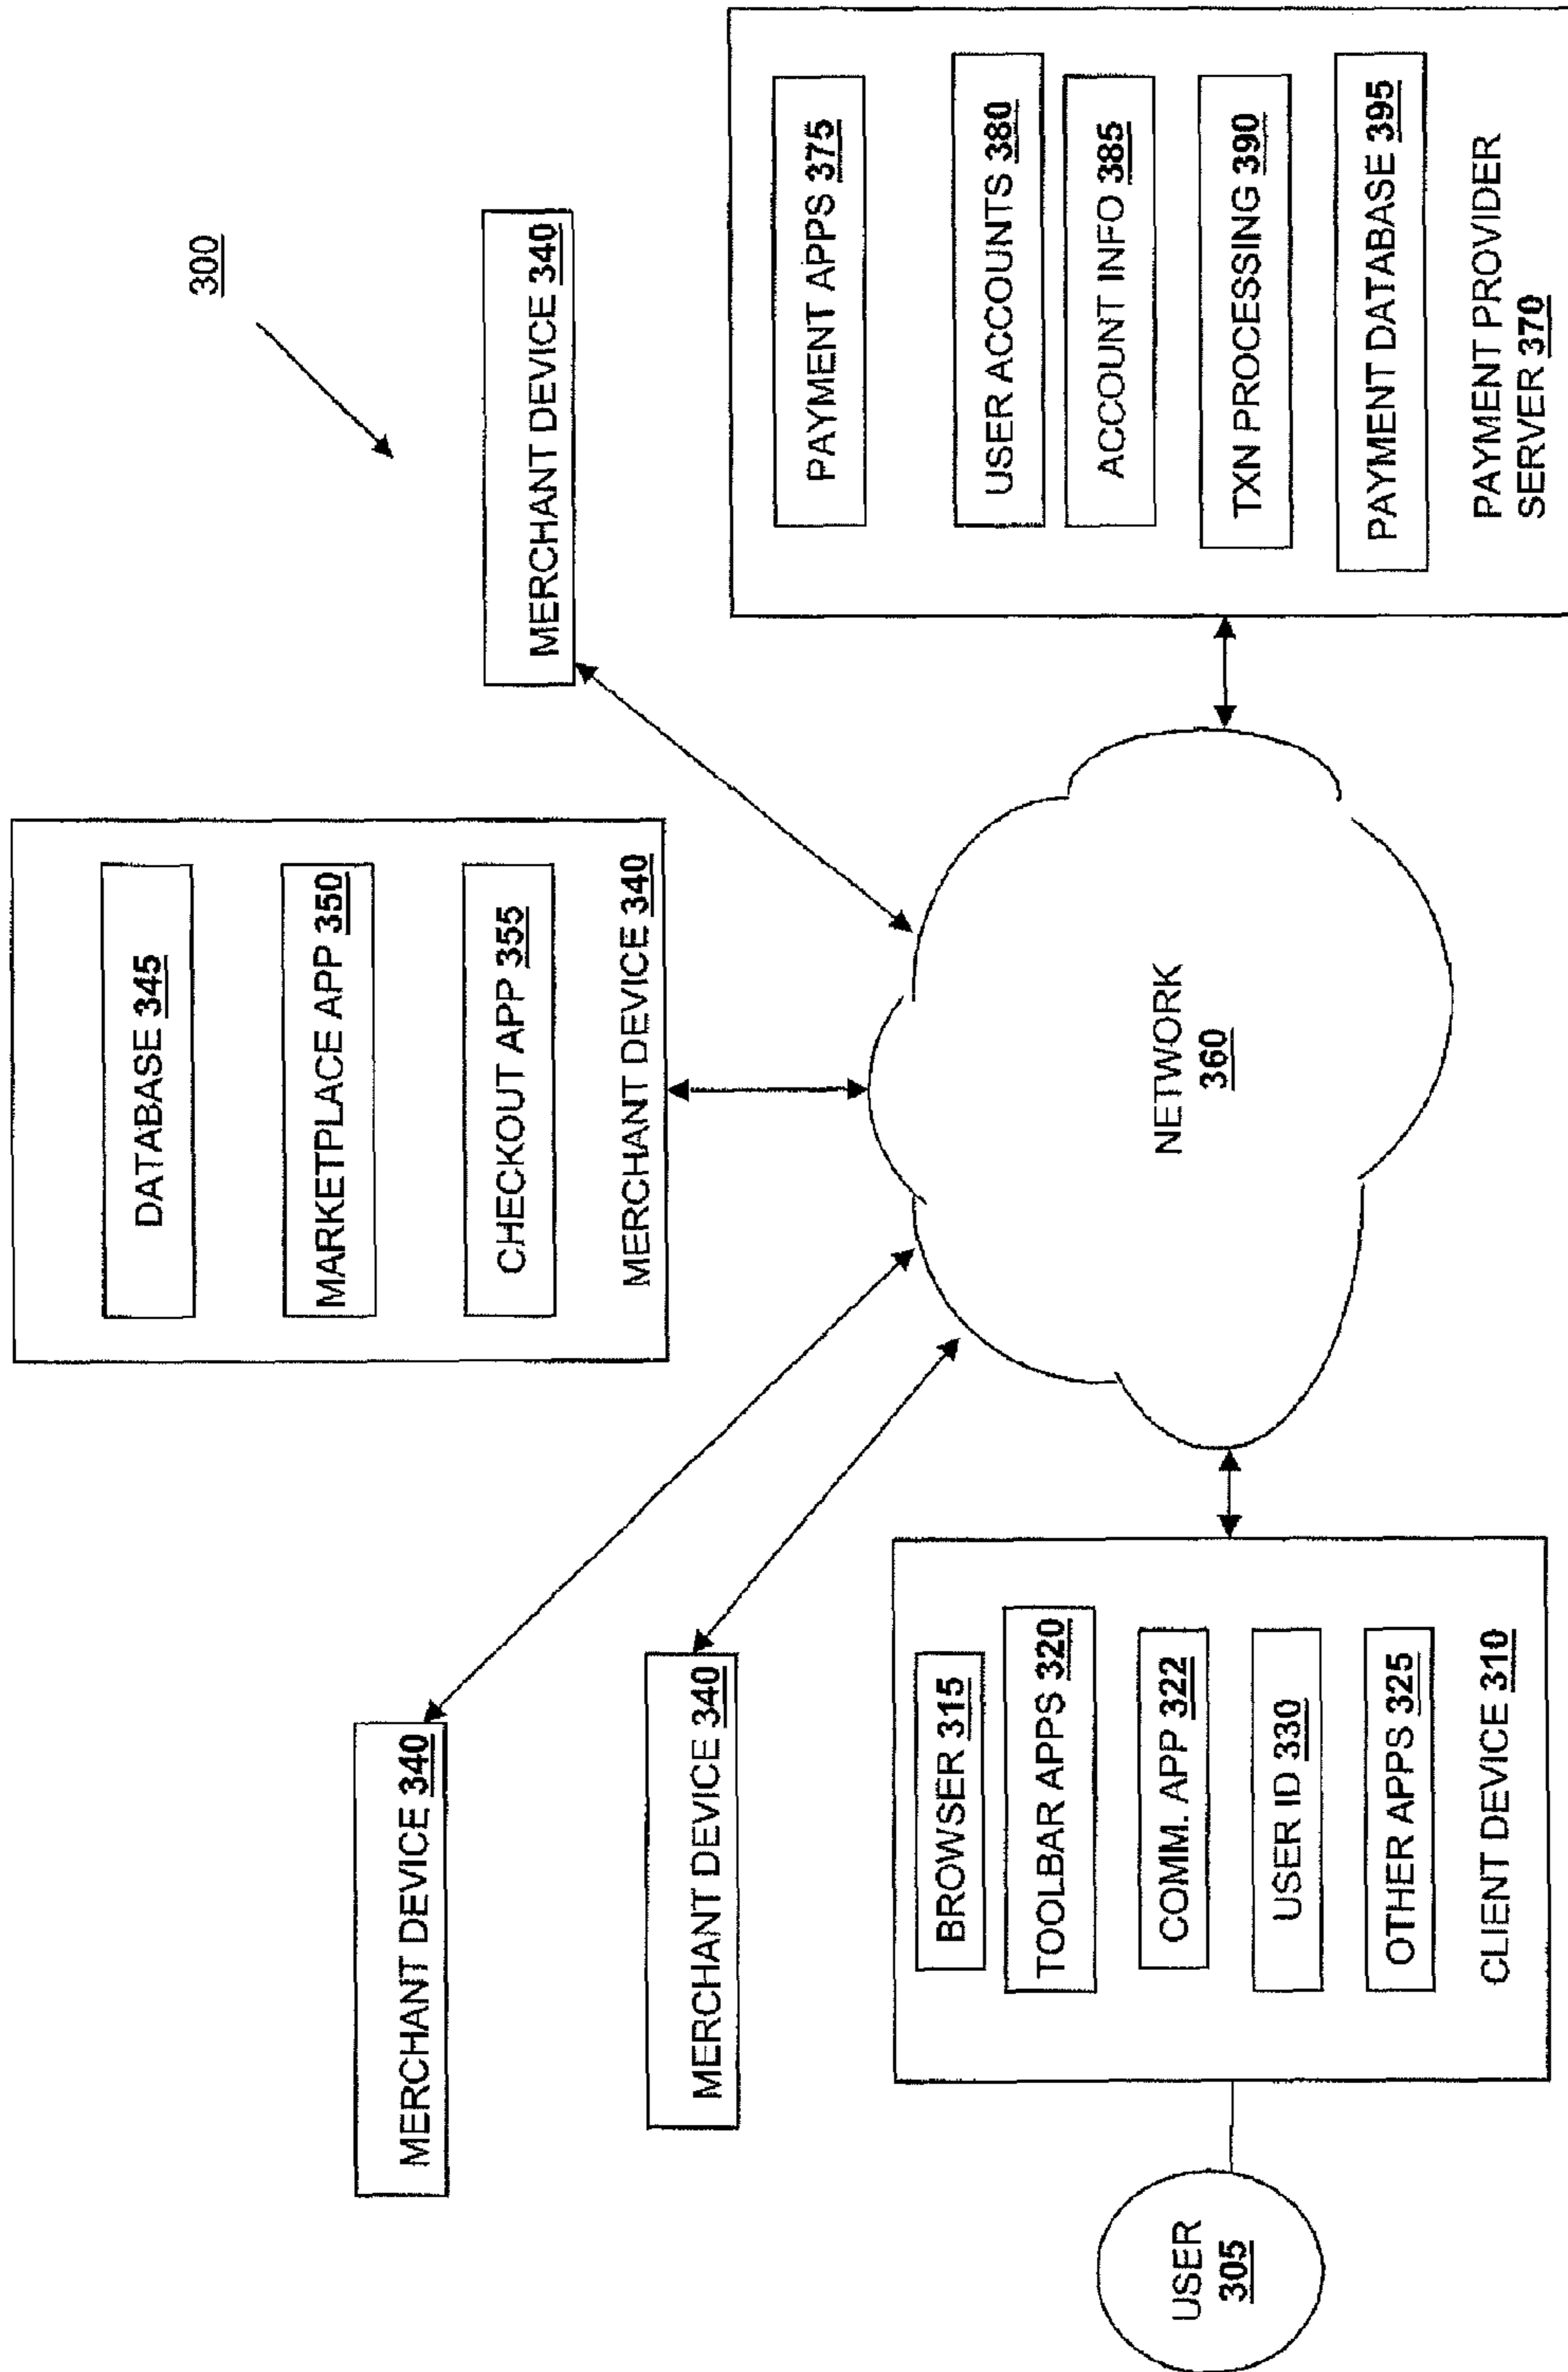 300
MERCHANT DEVICE 340
MERCHANT DEVICE 340
DATABASE 345
MARKETPLACE APP 350
CHECKOUT APP 355
MERCHANT DEVICE 340
MERCHANT DEVICE 340
USER
305
BROWSER 315
TOOLBAR APPS 320
COMM. APP 322
USER ID 330
OTHER APPS 325
CLIENT DEVICE 310
NETWORK
360
PAYMENT APPS 375
USER ACCOUNTS 380
ACCOUNT INFO 385
TXN PROCESSING 390
PAYMENT DATABASE 395
PAYMENT PROVIDER
SERVER 370